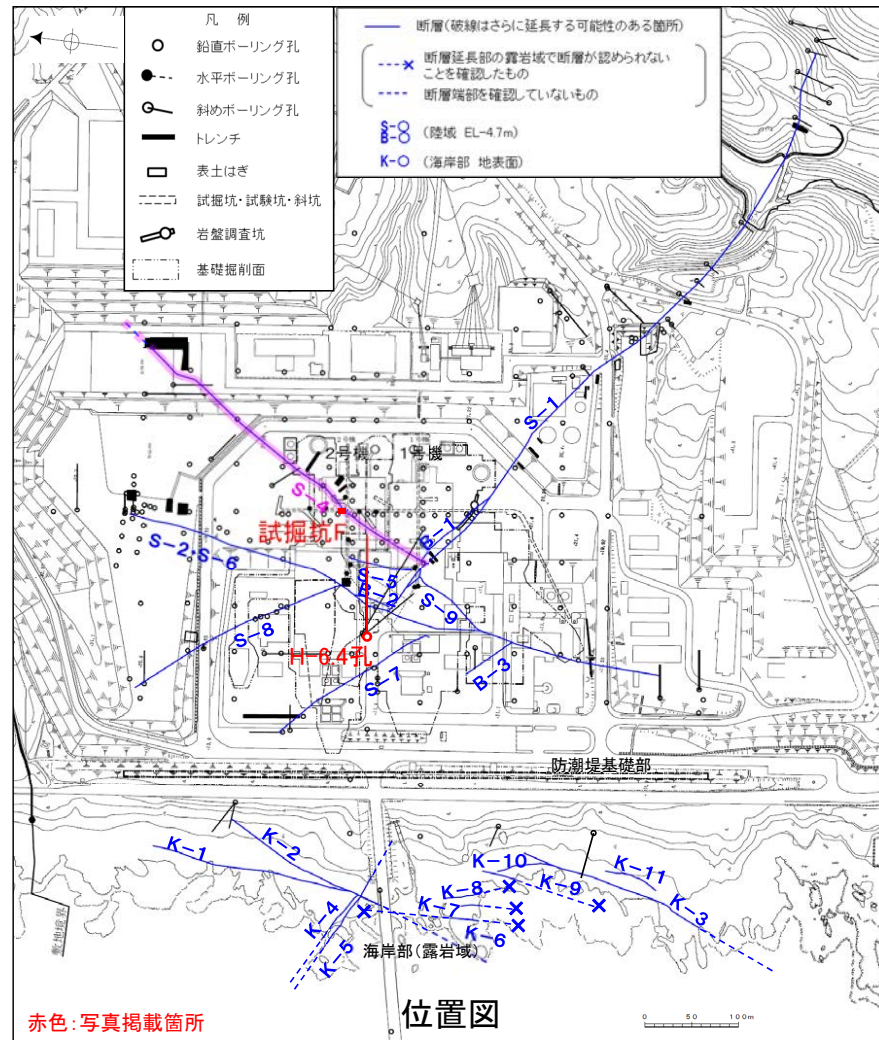 凡 例
鉛直ボーリング孔
水平ボーリング孔
斜めボーリング孔
トレンチ
表土はぎ
試掘坑・試験坑・斜坑
岩盤調査坑
基礎掘削面
断層(破線はさらに延長する可能性のある箇所)
断層延長部の露岩域で断層が認められない
ことを確認したもの
断層端部を確認していないもの
S-○
B-○
(陸域 EL-4.7m)
K-○
(海岸部 地表面)
S-1
2号機
1号機
S-4
試掘坑F
B-1
S-2・S-6
S-5
S-9
S-8
H-6.4孔
S-7
B-3
防潮堤基礎部
K-1
K-2
K-10
K-11
K-8
K-9
K-4
K-7
K-3
K-5
K-6
海岸部(露岩域)
敷地境界
赤色:写真掲載箇所
位置図
0 50 100m